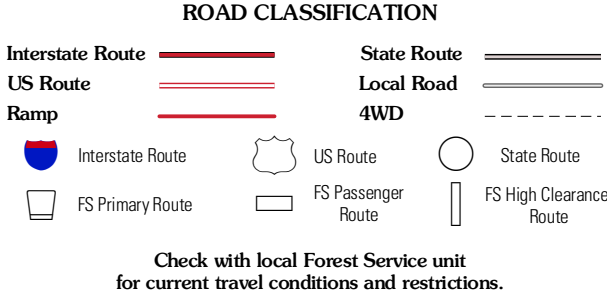 ROAD CLASSIFICATION
Interstate Route
State Route
US Route
Local Road
Ramp
4WD
Interstate Route
US Route
State Route
FS Primary Route
FS Passenger
Route
FS High Clearance
Route
Check with local Forest Service unit
for current travel conditions and restrictions.